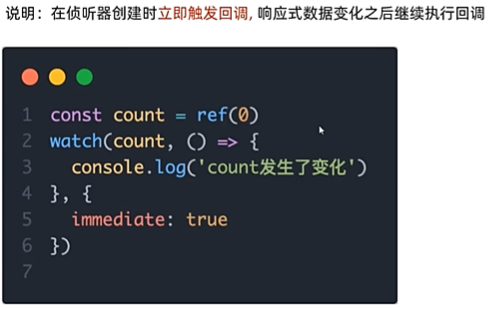 说明：在侦听器创建时立即触发回调, 响应式数据变化之后继续执行回调
1 const count = ref(0)
2 watch(count, () => {
3   console.log('count发生了变化')
4 }, {
5   immediate: true
6 })
7